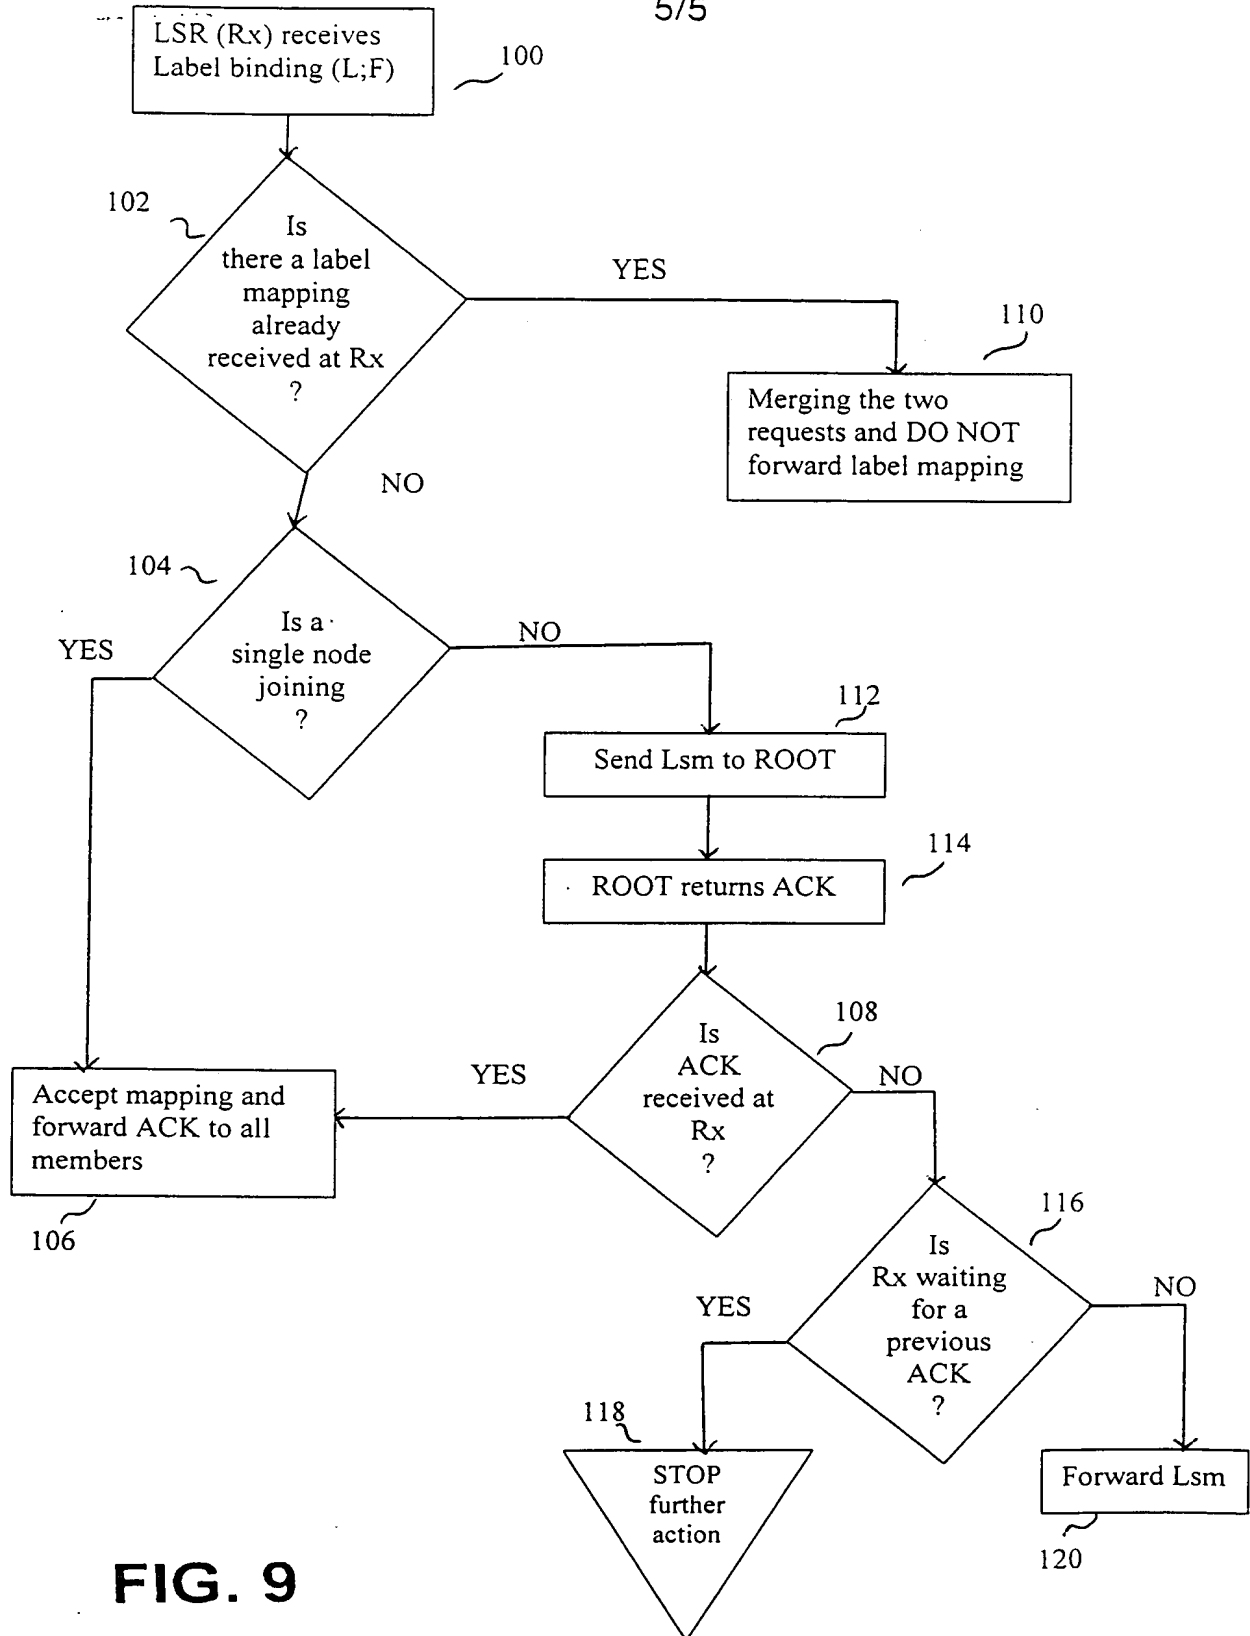 5/5
LSR (Rx) receives
Label binding (L;F)
100
102
Is
there a label
mapping
already
received at Rx
?
YES
110
Merging the two
requests and DO NOT
forward label mapping
NO
104
Is a
single node
joining
?
YES
NO
112
Send Lsm to ROOT
114
ROOT returns ACK
108
Is
ACK
received at
Rx
?
YES
NO
Accept mapping and
forward ACK to all
members
106
116
Is
Rx waiting
for a
previous
ACK
?
YES
NO
118
STOP
further
action
Forward Lsm
120
FIG. 9